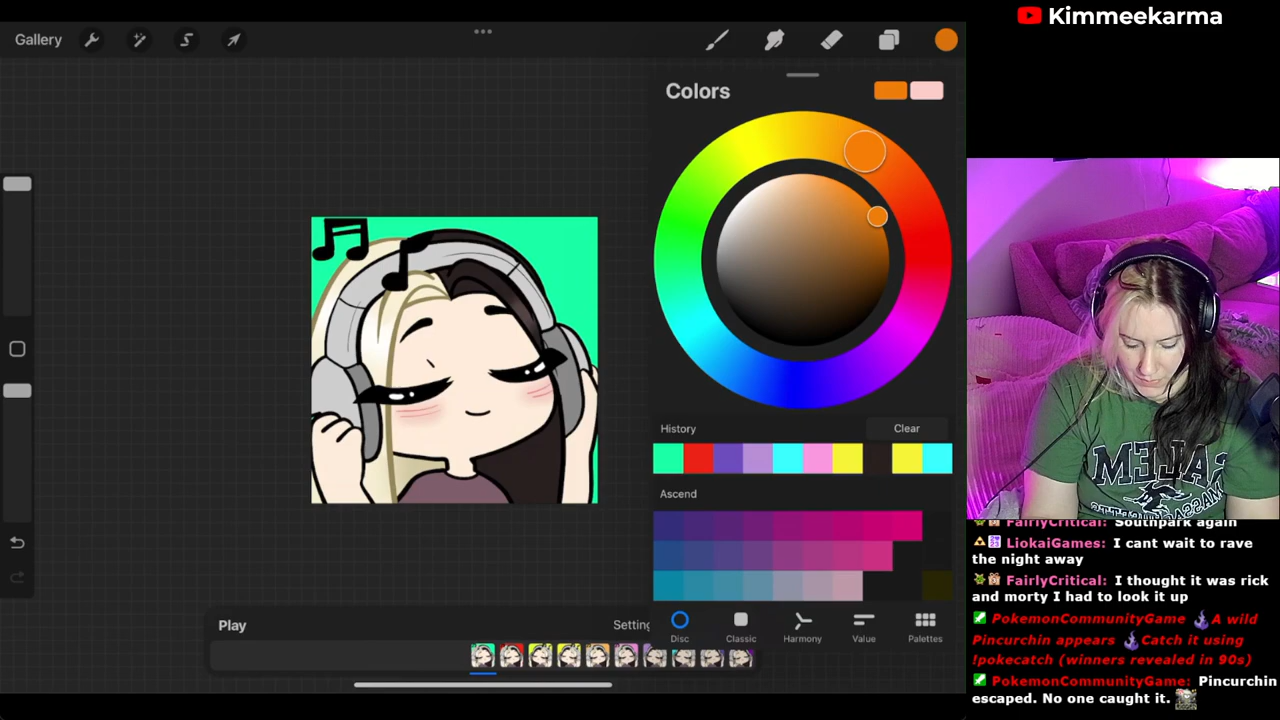 Gallery
Kimmeekarma
Colors
History
Clear
Ascend
Disc
Classic
Harmony
Value
Palettes
Play
Setting
SALEM
MASSACHUSETTS
FairlyCritical: Southpark again
LiokaiGames: I cant wait to rave
the night away
FairlyCritical: I thought it was rick
and morty I had to look it up
PokemonCommunityGame A wild
Pincurchin appears Catch it using
!pokecatch (winners revealed in 90s)
PokemonCommunityGame: Pincurchin
escaped. No one caught it.